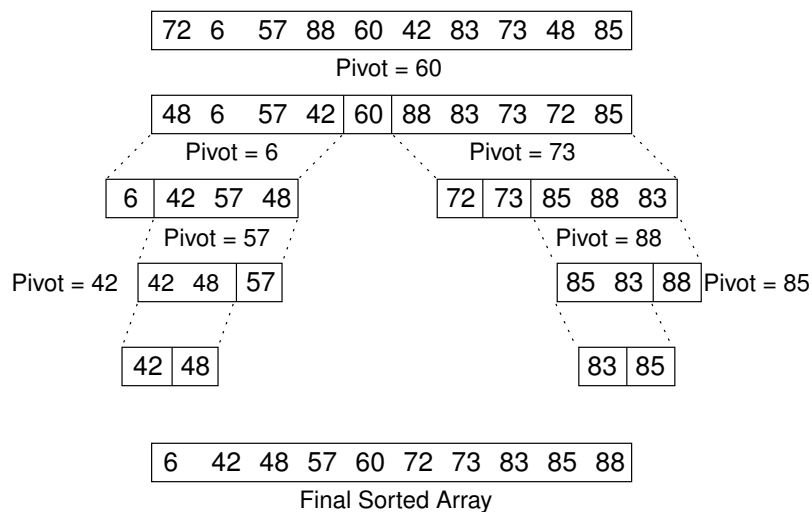 72 6 57 88 60 42 83 73 48 85
Pivot = 60
48 6 57 42 60 88 83 73 72 85
Pivot = 6 Pivot = 73
6 42 57 48 72 73 85 88 83
Pivot = 57 Pivot = 88
Pivot = 42 42 48 57 85 83 88 Pivot = 85
42 48 83 85
6 42 48 57 60 72 73 83 85 88
Final Sorted Array